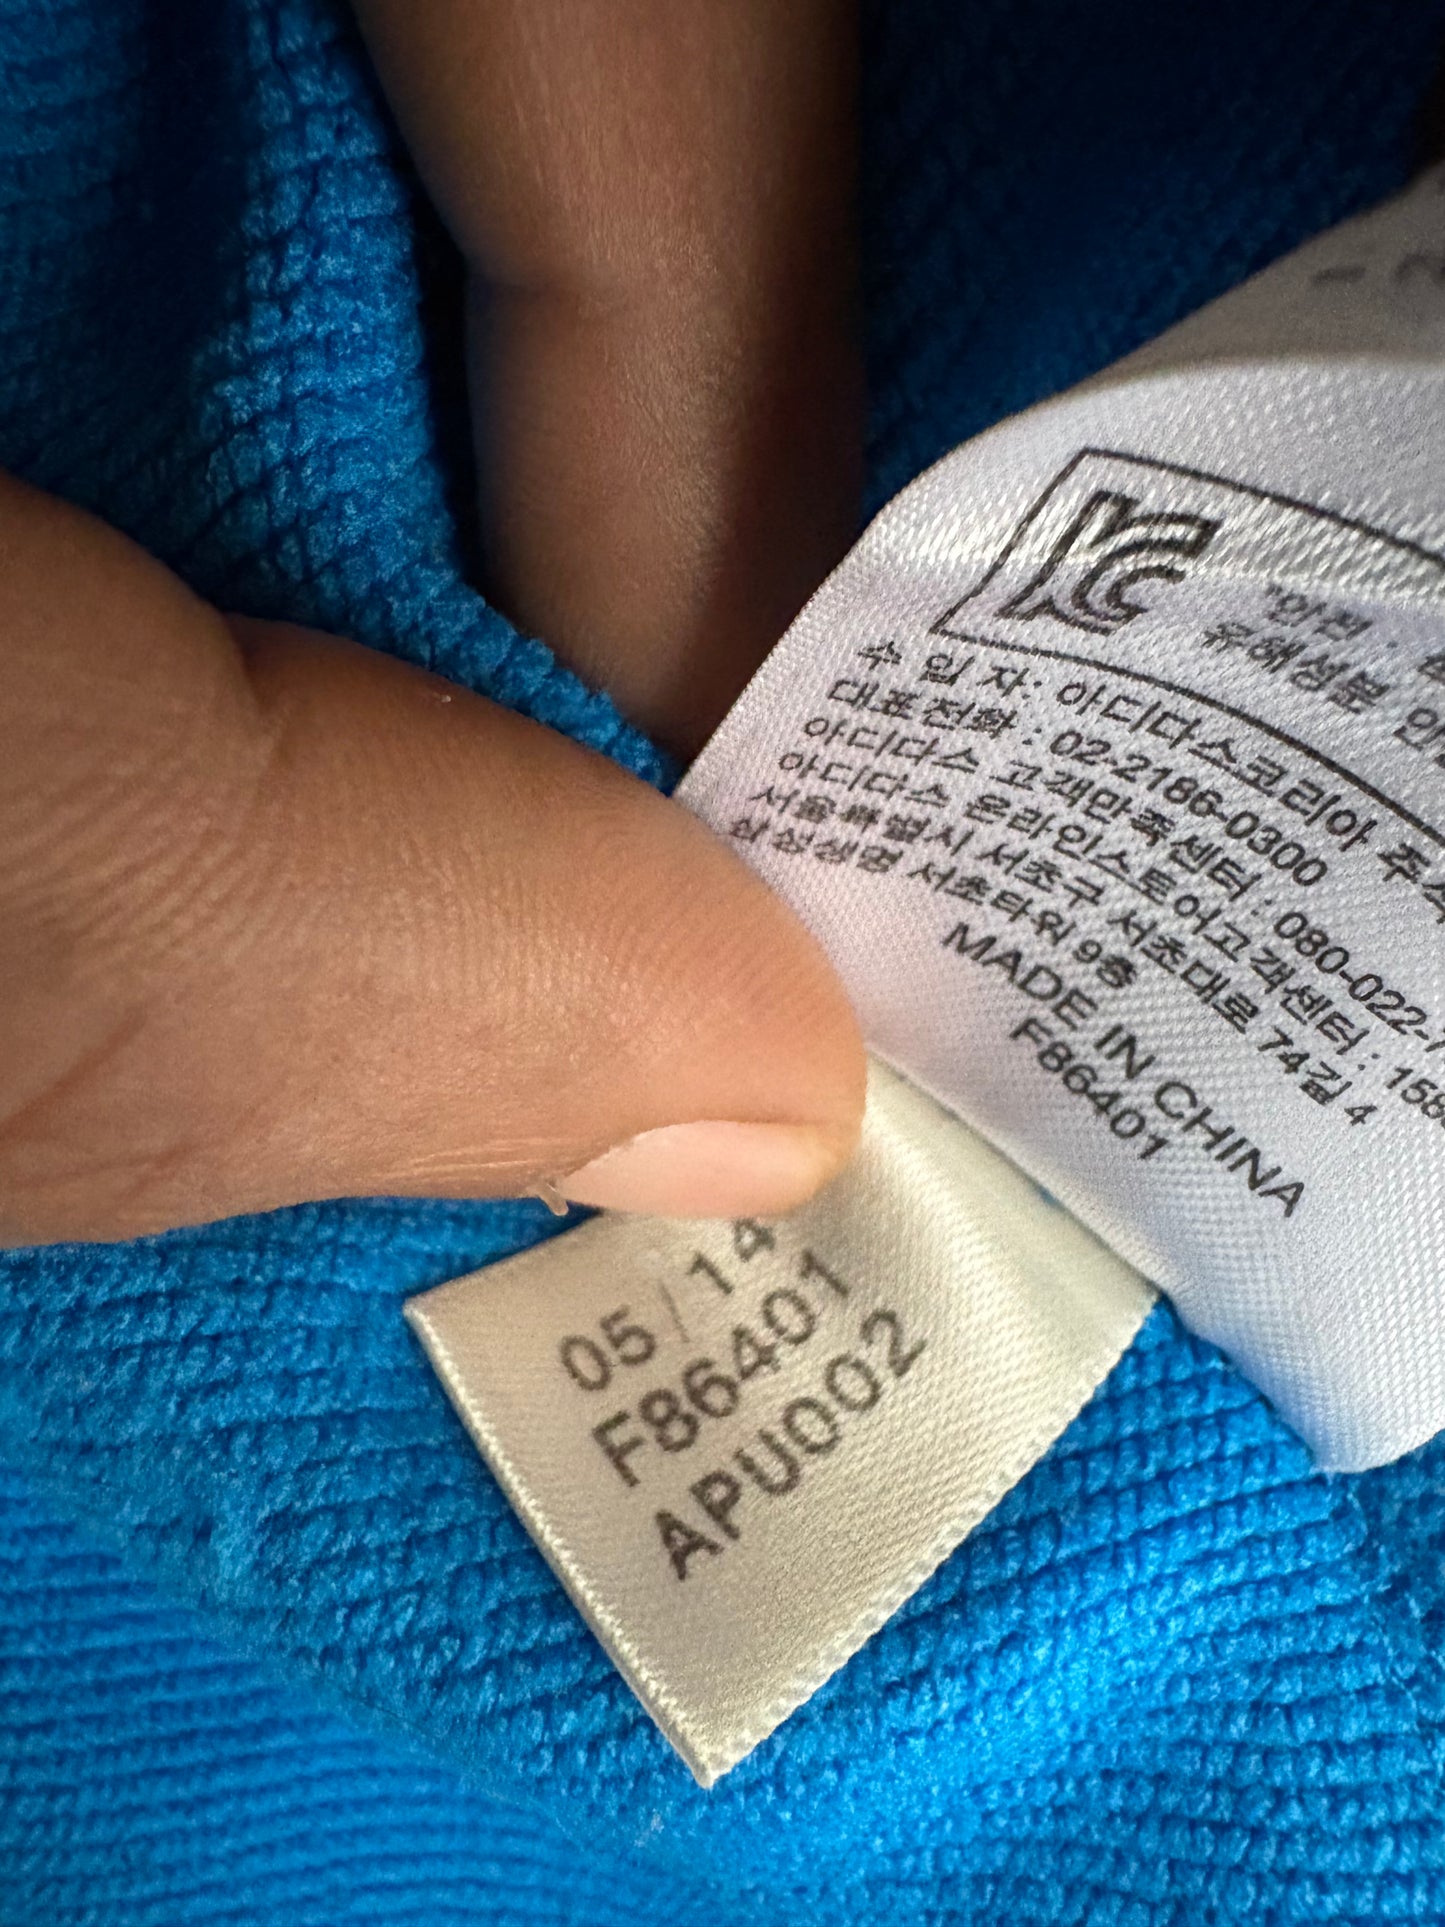 KC
수 입 자: 아디다스코리아
대표전화 : 02-2186-0300
아디다스 고객만족센터 : 080-022-7
아디다스 온라인스토어고객센터 : 158
서울특별시 서초구 서초대로 74길 4
삼성생명 서초타워 9층
MADE IN CHINA
F86401
05/14
F86401
APU002